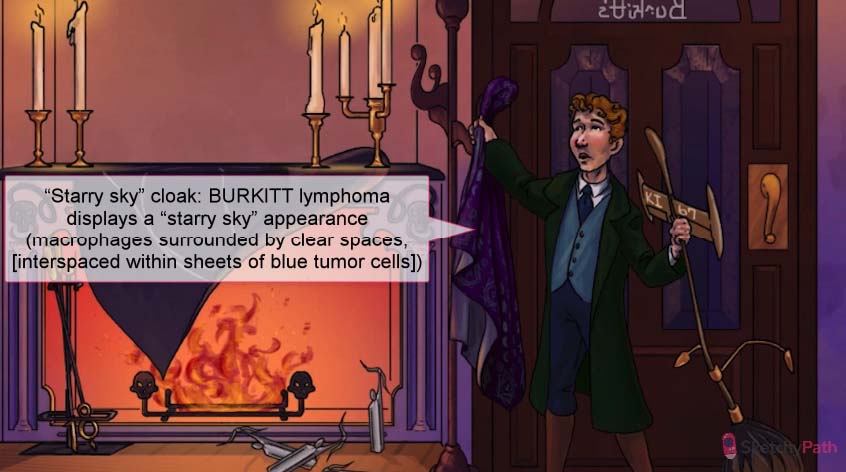 “Starry sky” cloak: BURKITT lymphoma
displays a “starry sky” appearance
(macrophages surrounded by clear spaces,
[interspaced within sheets of blue tumor cells])
KI 67
SketchyPath